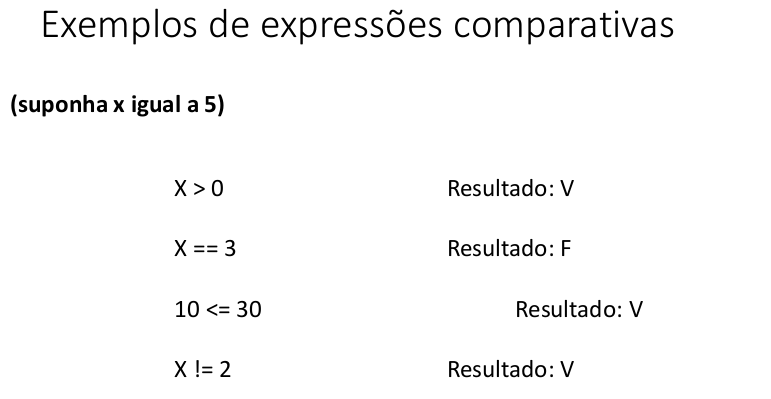 Exemplos de expressões comparativas
(suponha x igual a 5)
X > 0 Resultado: V
X == 3 Resultado: F
10 <= 30 Resultado: V
X != 2 Resultado: V